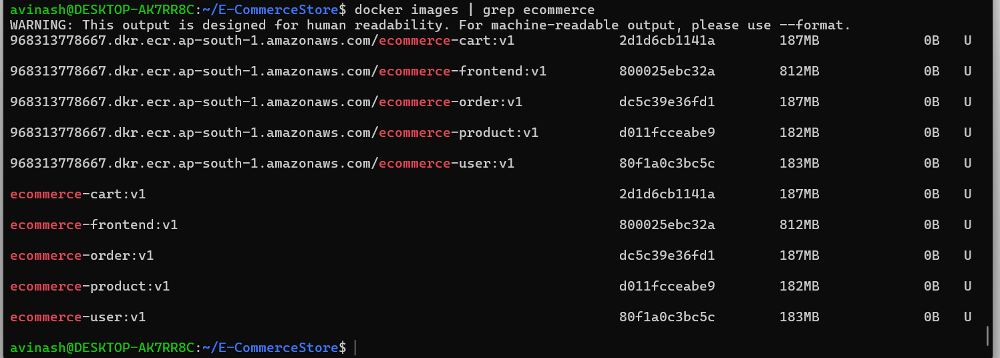 avinash@DESKTOP-AK7RR8C:~/E-CommerceStore$ docker images | grep ecommerce
WARNING: This output is designed for human readability. For machine-readable output, please use --format.
968313778667.dkr.ecr.ap-south-1.amazonaws.com/ecommerce-cart:v1 2d1d6cb1141a 187MB 0B U
968313778667.dkr.ecr.ap-south-1.amazonaws.com/ecommerce-frontend:v1 800025ebc32a 812MB 0B U
968313778667.dkr.ecr.ap-south-1.amazonaws.com/ecommerce-order:v1 dc5c39e36fd1 187MB 0B U
968313778667.dkr.ecr.ap-south-1.amazonaws.com/ecommerce-product:v1 d011fcceabe9 182MB 0B U
968313778667.dkr.ecr.ap-south-1.amazonaws.com/ecommerce-user:v1 80f1a0c3bc5c 183MB 0B U
ecommerce-cart:v1 2d1d6cb1141a 187MB 0B U
ecommerce-frontend:v1 800025ebc32a 812MB 0B U
ecommerce-order:v1 dc5c39e36fd1 187MB 0B U
ecommerce-product:v1 d011fcceabe9 182MB 0B U
ecommerce-user:v1 80f1a0c3bc5c 183MB 0B U
avinash@DESKTOP-AK7RR8C:~/E-CommerceStore$